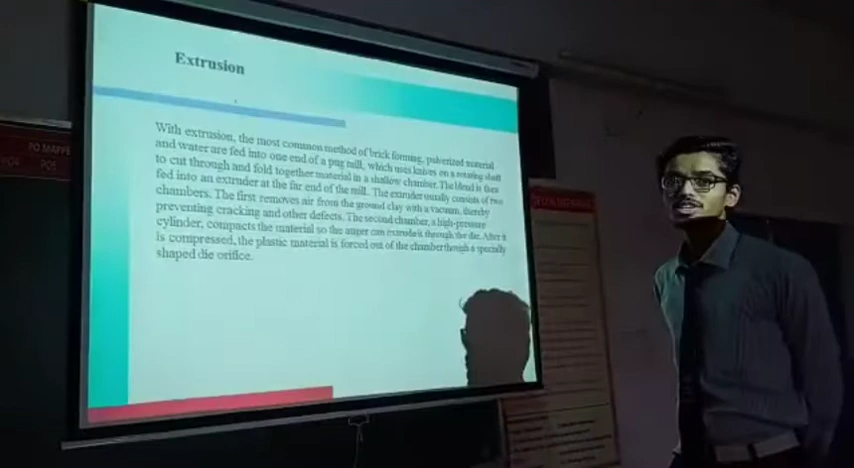 Extrusion
With extrusion, the most common method of brick forming, pulverized material
and water are fed into one end of a pug mill, which uses knives on a rotating shaft
to cut through and fold together material in a shallow chamber. The blend is then
fed into an extruder at the far end of the mill. The extruder usually consists of two
chambers. The first removes air from the ground clay with a vacuum, thereby
preventing cracking and other defects. The second chamber, a high-pressure
cylinder, compacts the material so the auger can extrude it through the die. After it
is compressed, the plastic material is forced out of the chamber though a specially
shaped die orifice.